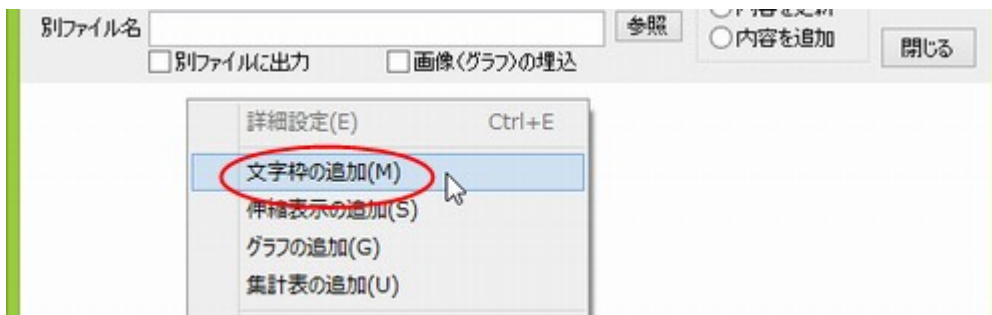 別ファイル名
参照
内容を追加
閉じる
別ファイルに出力
画像(グラフ)の埋込
詳細設定(E) Ctrl+E
文字枠の追加(M)
伸縮表示の追加(S)
グラフの追加(G)
集計表の追加(U)